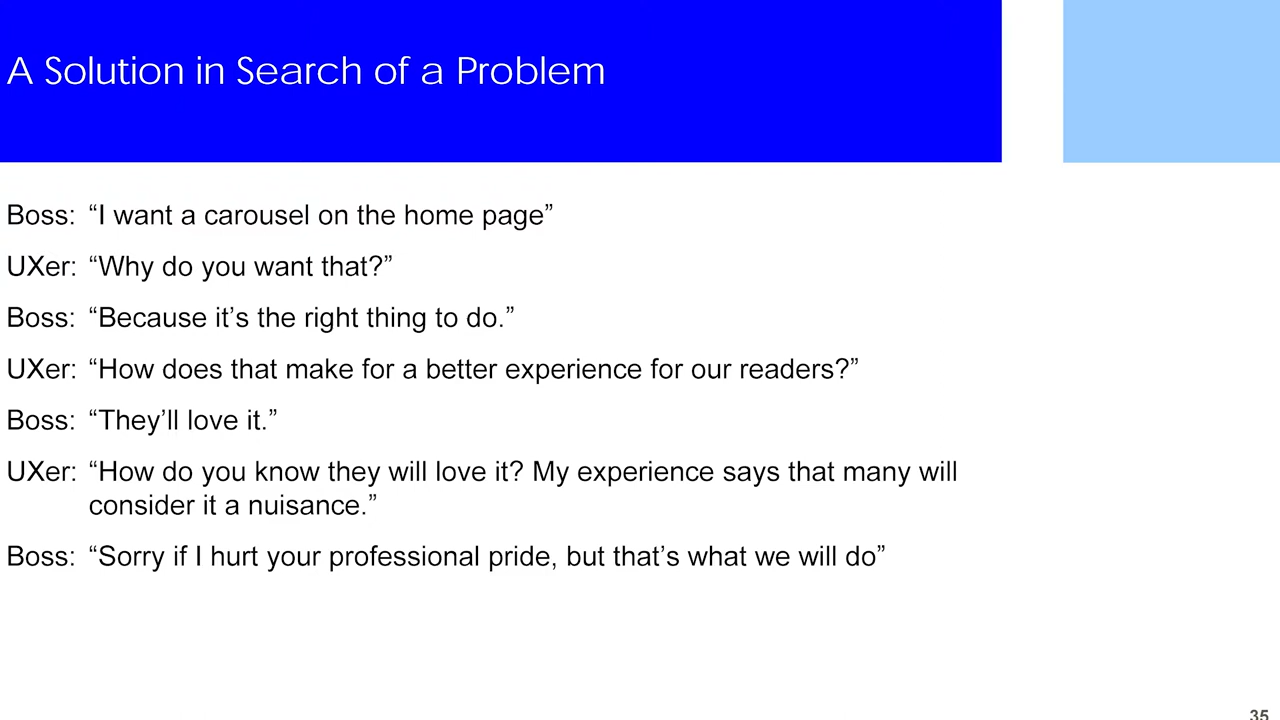 A Solution in Search of a Problem
Boss: “I want a carousel on the home page”
UXer: “Why do you want that?”
Boss: “Because it’s the right thing to do.”
UXer: “How does that make for a better experience for our readers?”
Boss: “They’ll love it.”
UXer: “How do you know they will love it? My experience says that many will
consider it a nuisance.”
Boss: “Sorry if I hurt your professional pride, but that’s what we will do”
35